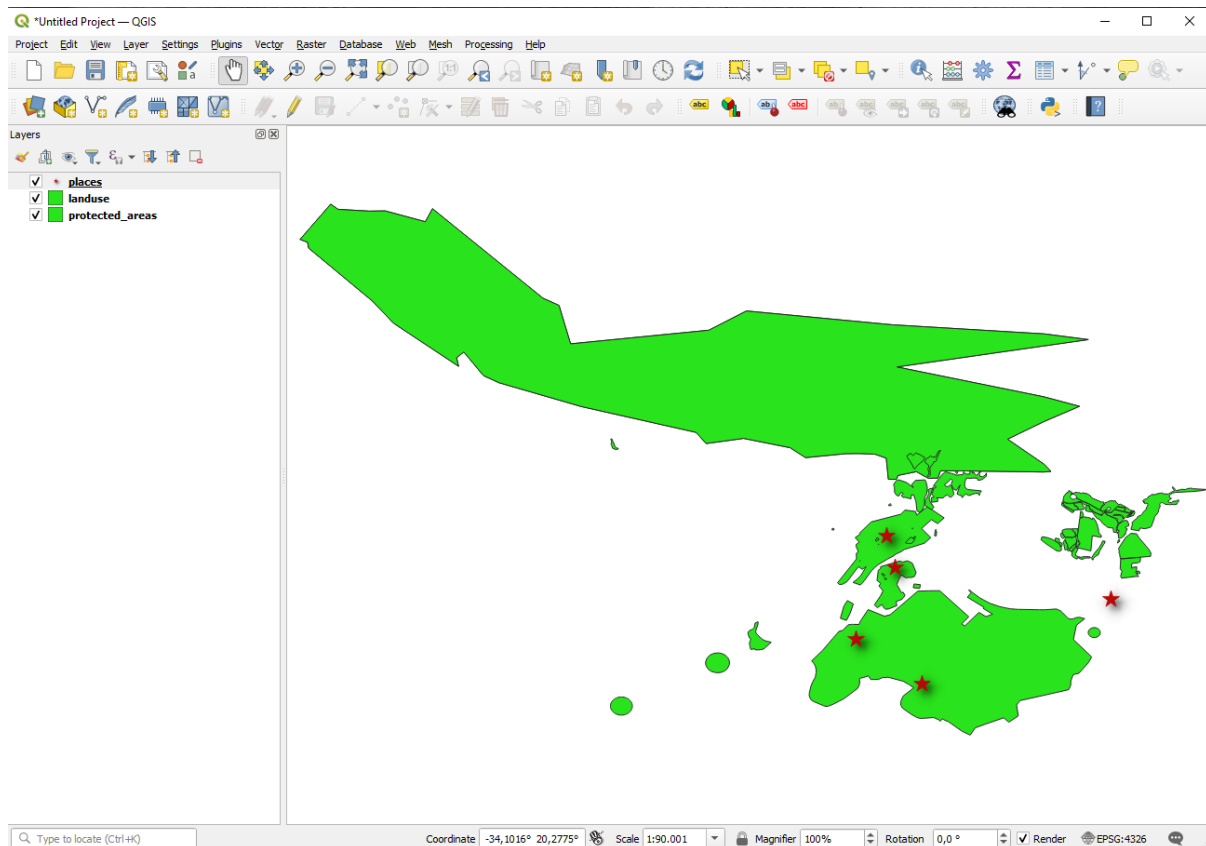 *Untitled Project — QGIS
Project Edit View Layer Settings Plugins Vector Raster Database Web Mesh Processing Help
abc
Layers
places
landuse
protected_areas
Type to locate (Ctrl+K)
Coordinate -34,1016° 20,2775° Scale 1:90.001 Magnifier 100% Rotation 0,0 ° Render EPSG:4326